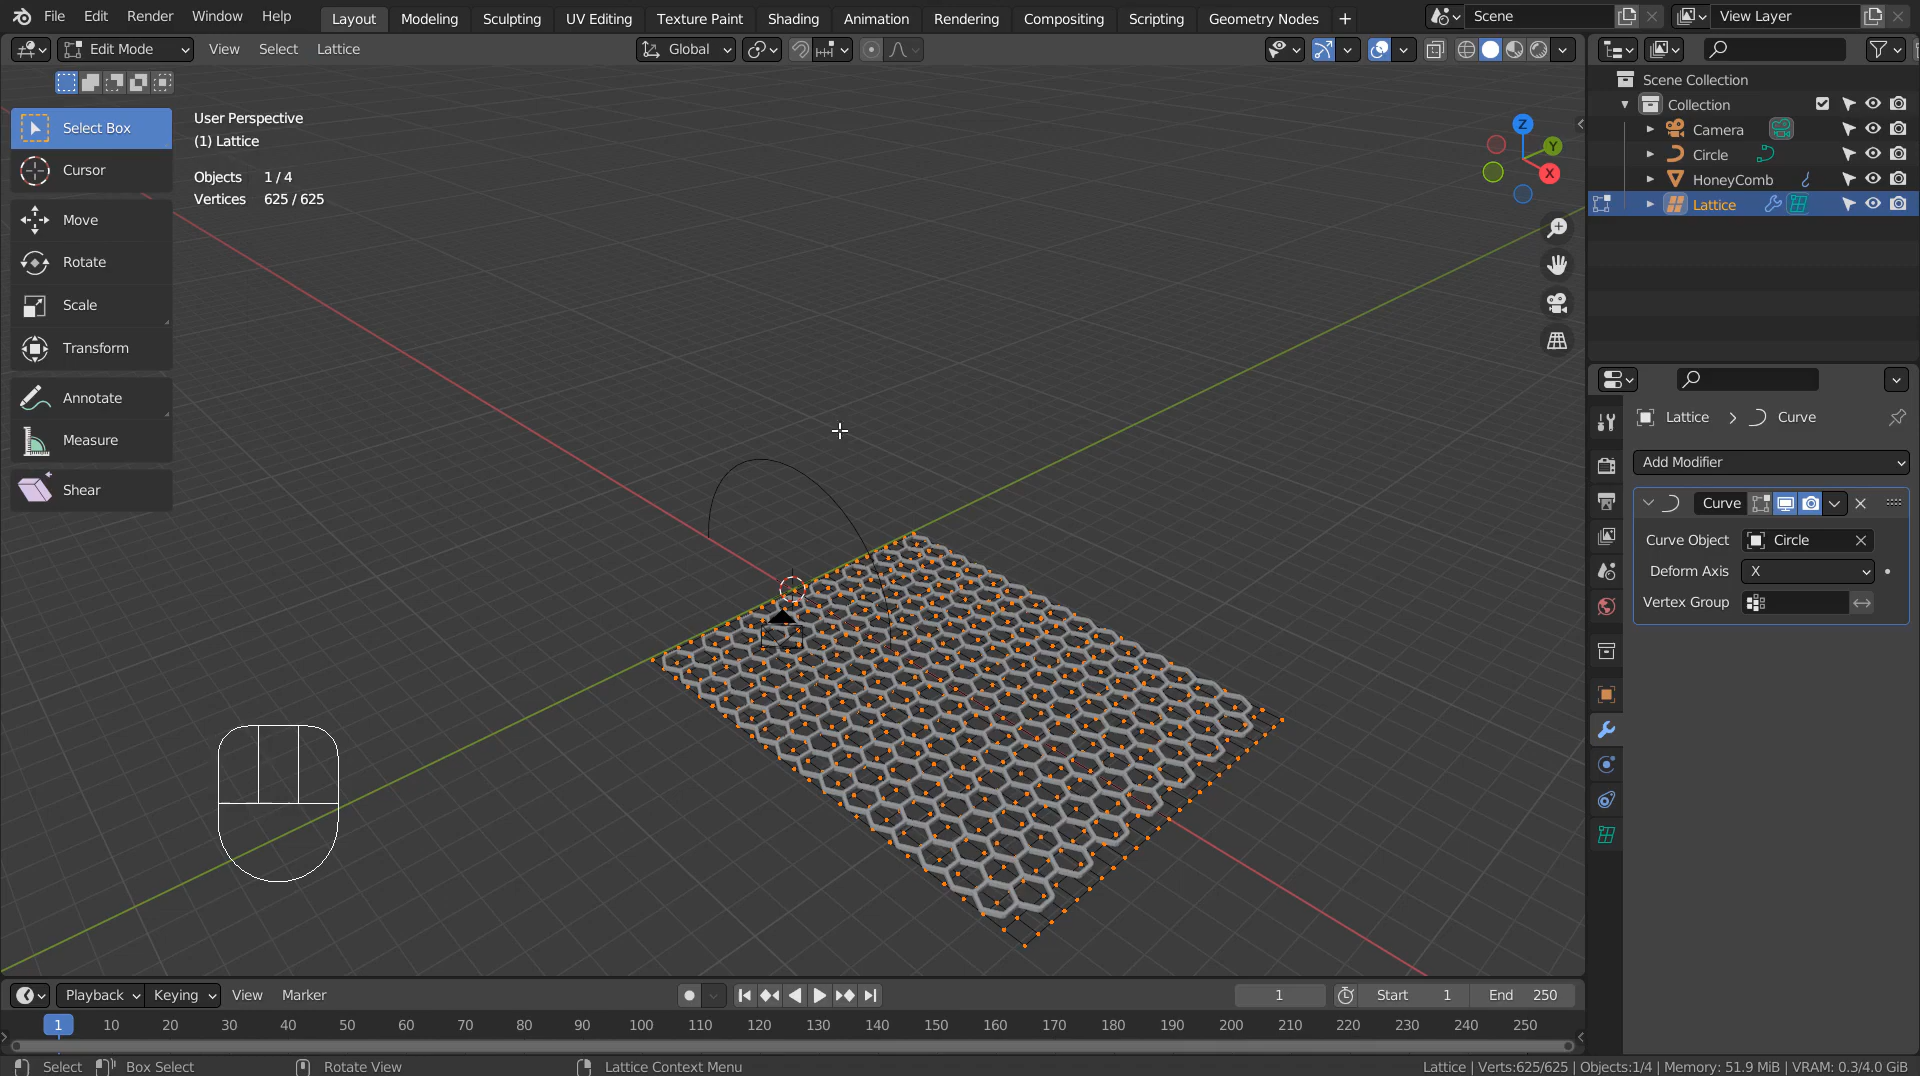 File Edit Render Window Help Layout Modeling Sculpting UV Editing Texture Paint Shading Animation Rendering Compositing Scripting Geometry Nodes + Scene View Layer
Edit Mode View Select Lattice Global
Select Box
Cursor
Move
Rotate
Scale
Transform
Annotate
Measure
Shear
User Perspective
(1) Lattice
Objects 1 / 4
Vertices 625 / 625
Z
Y
X
Scene Collection
Collection
Camera
Circle
HoneyComb
Lattice
Lattice > Curve
Add Modifier
Curve
Curve Object Circle
Deform Axis X
Vertex Group
Playback Keying View Marker 1 Start 1 End 250
1 10 20 30 40 50 60 70 80 90 100 110 120 130 140 150 160 170 180 190 200 210 220 230 240 250
Select Box Select Rotate View Lattice Context Menu Lattice | Verts:625/625 | Objects:1/4 | Memory: 51.9 MiB | VRAM: 0.3/4.0 GiB